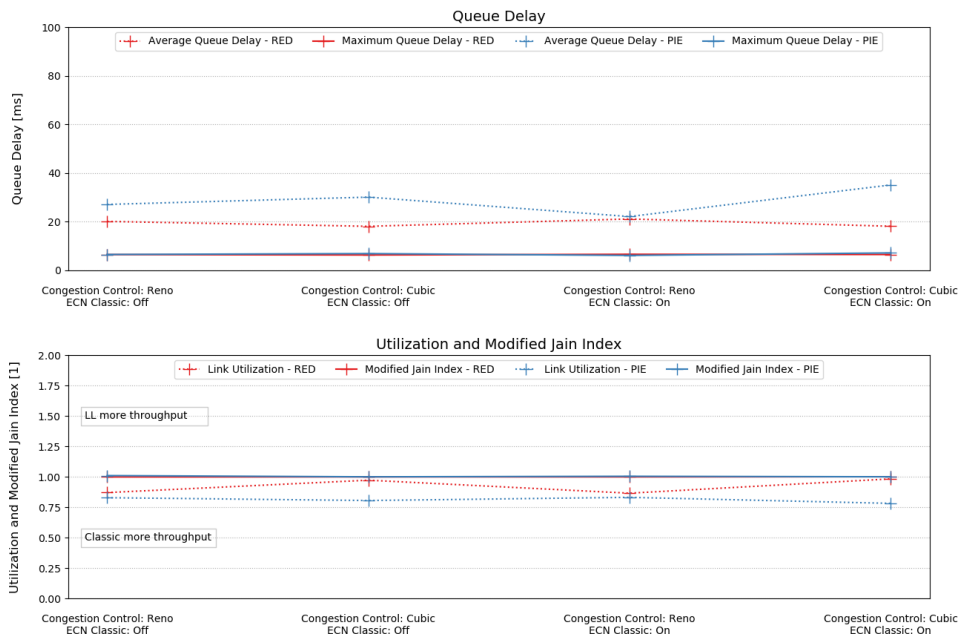 Queue Delay
Average Queue Delay - RED Maximum Queue Delay - RED Average Queue Delay - PIE Maximum Queue Delay - PIE
Queue Delay [ms]
100
80
60
40
20
0
Congestion Control: Reno Congestion Control: Cubic Congestion Control: Reno Congestion Control: Cubic
ECN Classic: Off ECN Classic: Off ECN Classic: On ECN Classic: On
Utilization and Modified Jain Index
Link Utilization - RED Modified Jain Index - RED Link Utilization - PIE Modified Jain Index - PIE
Utilization and Modified Jain Index [1]
2.00
1.75
1.50
LL more throughput
1.25
1.00
0.75
0.50
Classic more throughput
0.25
0.00
Congestion Control: Reno Congestion Control: Cubic Congestion Control: Reno Congestion Control: Cubic
ECN Classic: Off ECN Classic: Off ECN Classic: On ECN Classic: On